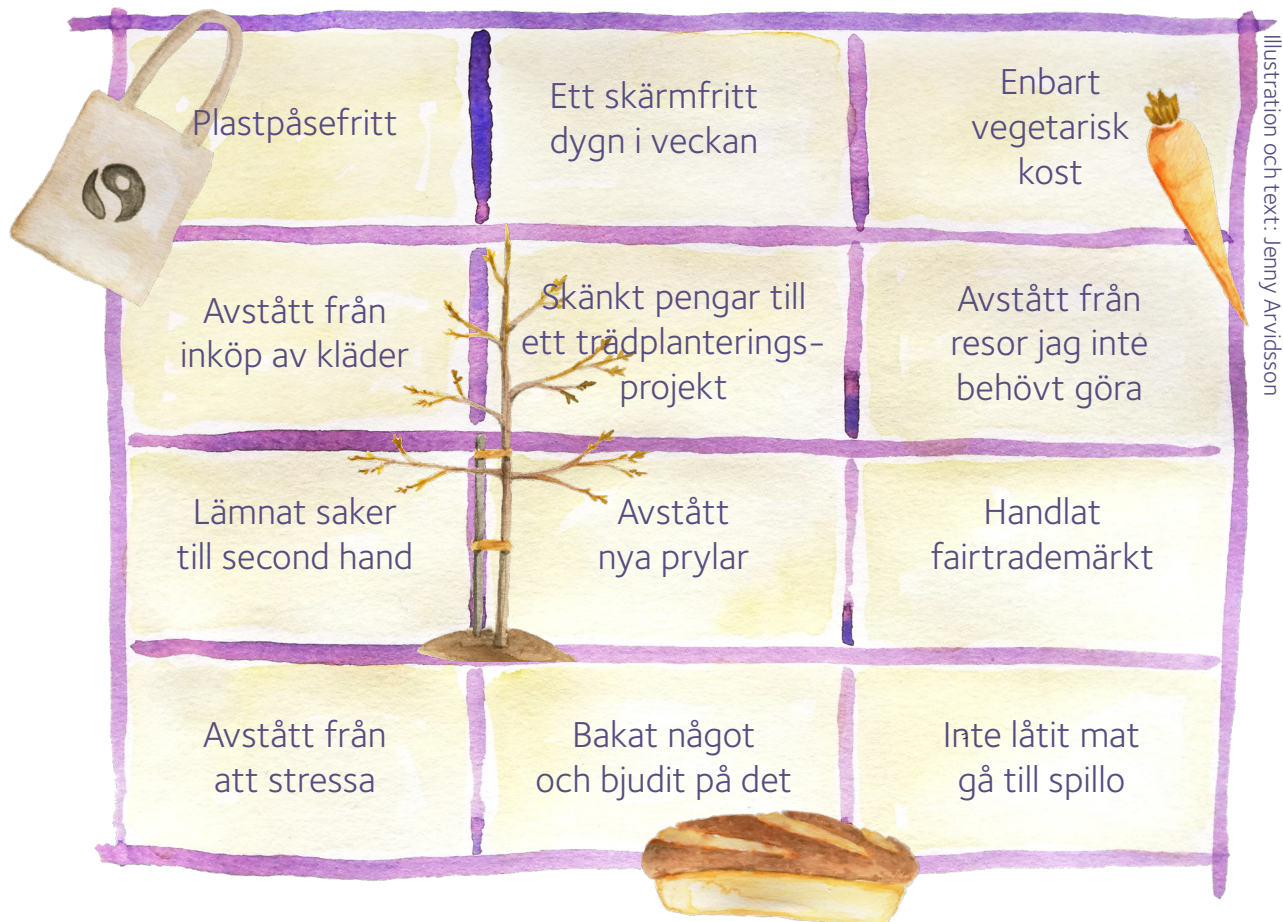 Plastpåsefritt
Ett skärmfritt
dygn i veckan
Enbart
vegetarisk
kost
Avstått från
inköp av kläder
Skänkt pengar till
ett trädplanterings-
projekt
Avstått från
resor jag inte
behövt göra
Lämnat saker
till second hand
Avstått
nya prylar
Handlat
fairtrademärkt
Avstått från
att stressa
Bakat något
och bjudit på det
Inte låtit mat
gå till spillo
Illustration och text: Jenny Arvidsson